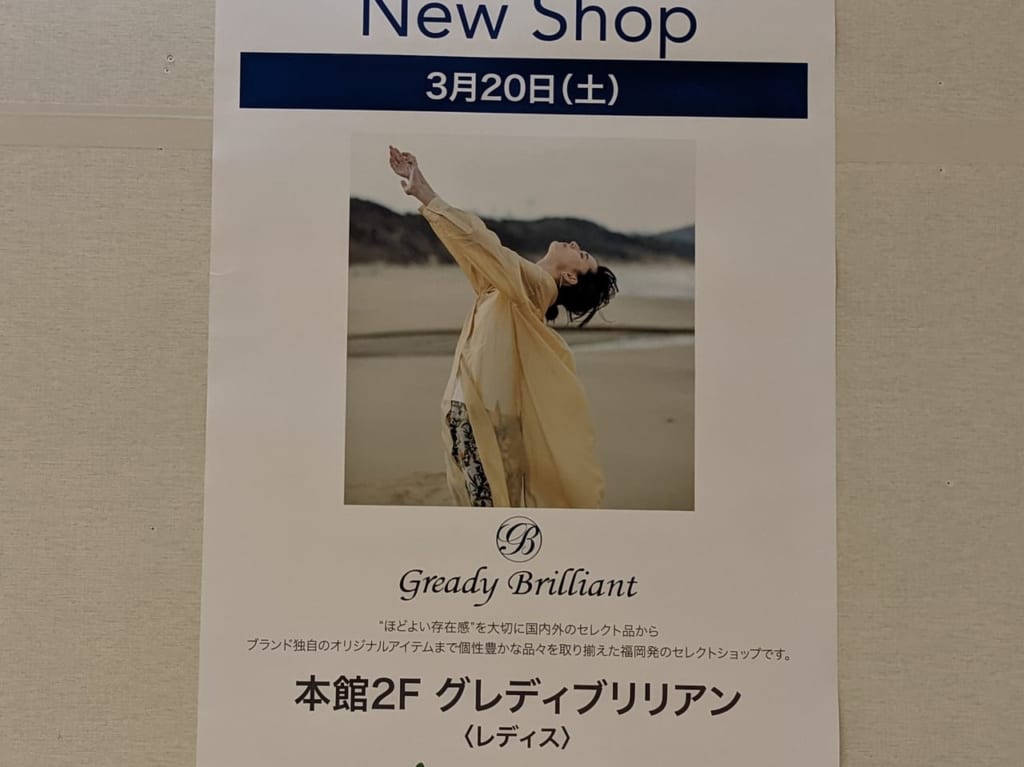 New Shop
3月20日(土)
B
Gready Brilliant
“ほどよい存在感”を大切に国内外のセレクト品から
ブランド独自のオリジナルアイテムまで個性豊かな品々を取り揃えた福岡発のセレクトショップです。
本館2F グレディブリリアン
〈レディス〉